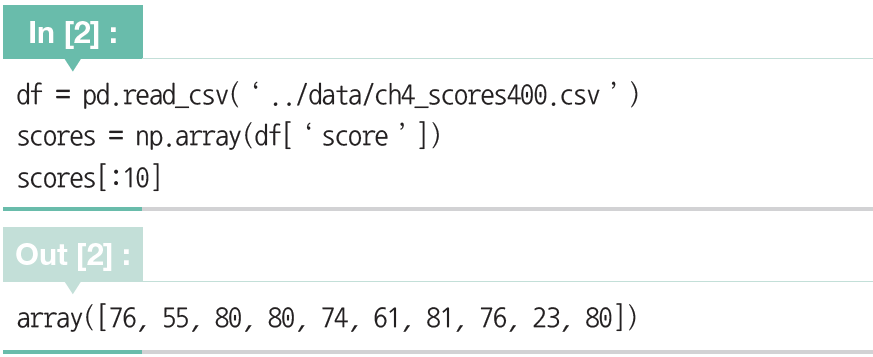 In [2] :
df = pd.read_csv( ‘ ../data/ch4_scores400.csv ’ )
scores = np.array(df[ ‘ score ’ ])
scores[:10]
Out [2] :
array([76, 55, 80, 80, 74, 61, 81, 76, 23, 80])